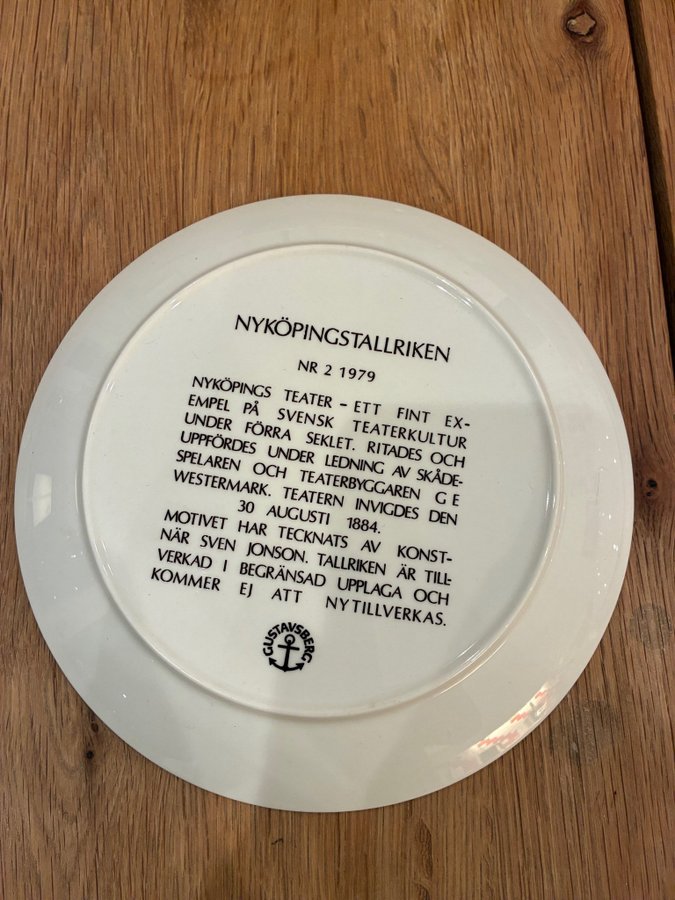 NYKÖPINGSTALLRIKEN
NR 2 1979
NYKÖPINGS TEATER – ETT FINT EX-
EMPEL PÅ SVENSK TEATERKULTUR
UNDER FÖRRA SEKLET. RITADES OCH
UPPFÖRDES UNDER LEDNING AV SKÅDE-
SPELAREN OCH TEATERBYGGAREN G E
WESTERMARK. TEATERN INVIGDES DEN
30 AUGUSTI 1884.
MOTIVET HAR TECKNATS AV KONST-
NÄR SVEN JONSON. TALLRIKEN ÄR TILL-
VERKAD I BEGRÄNSAD UPPLAGA OCH
KOMMER EJ ATT NYTILLVERKAS.
GUSTAVSBERG